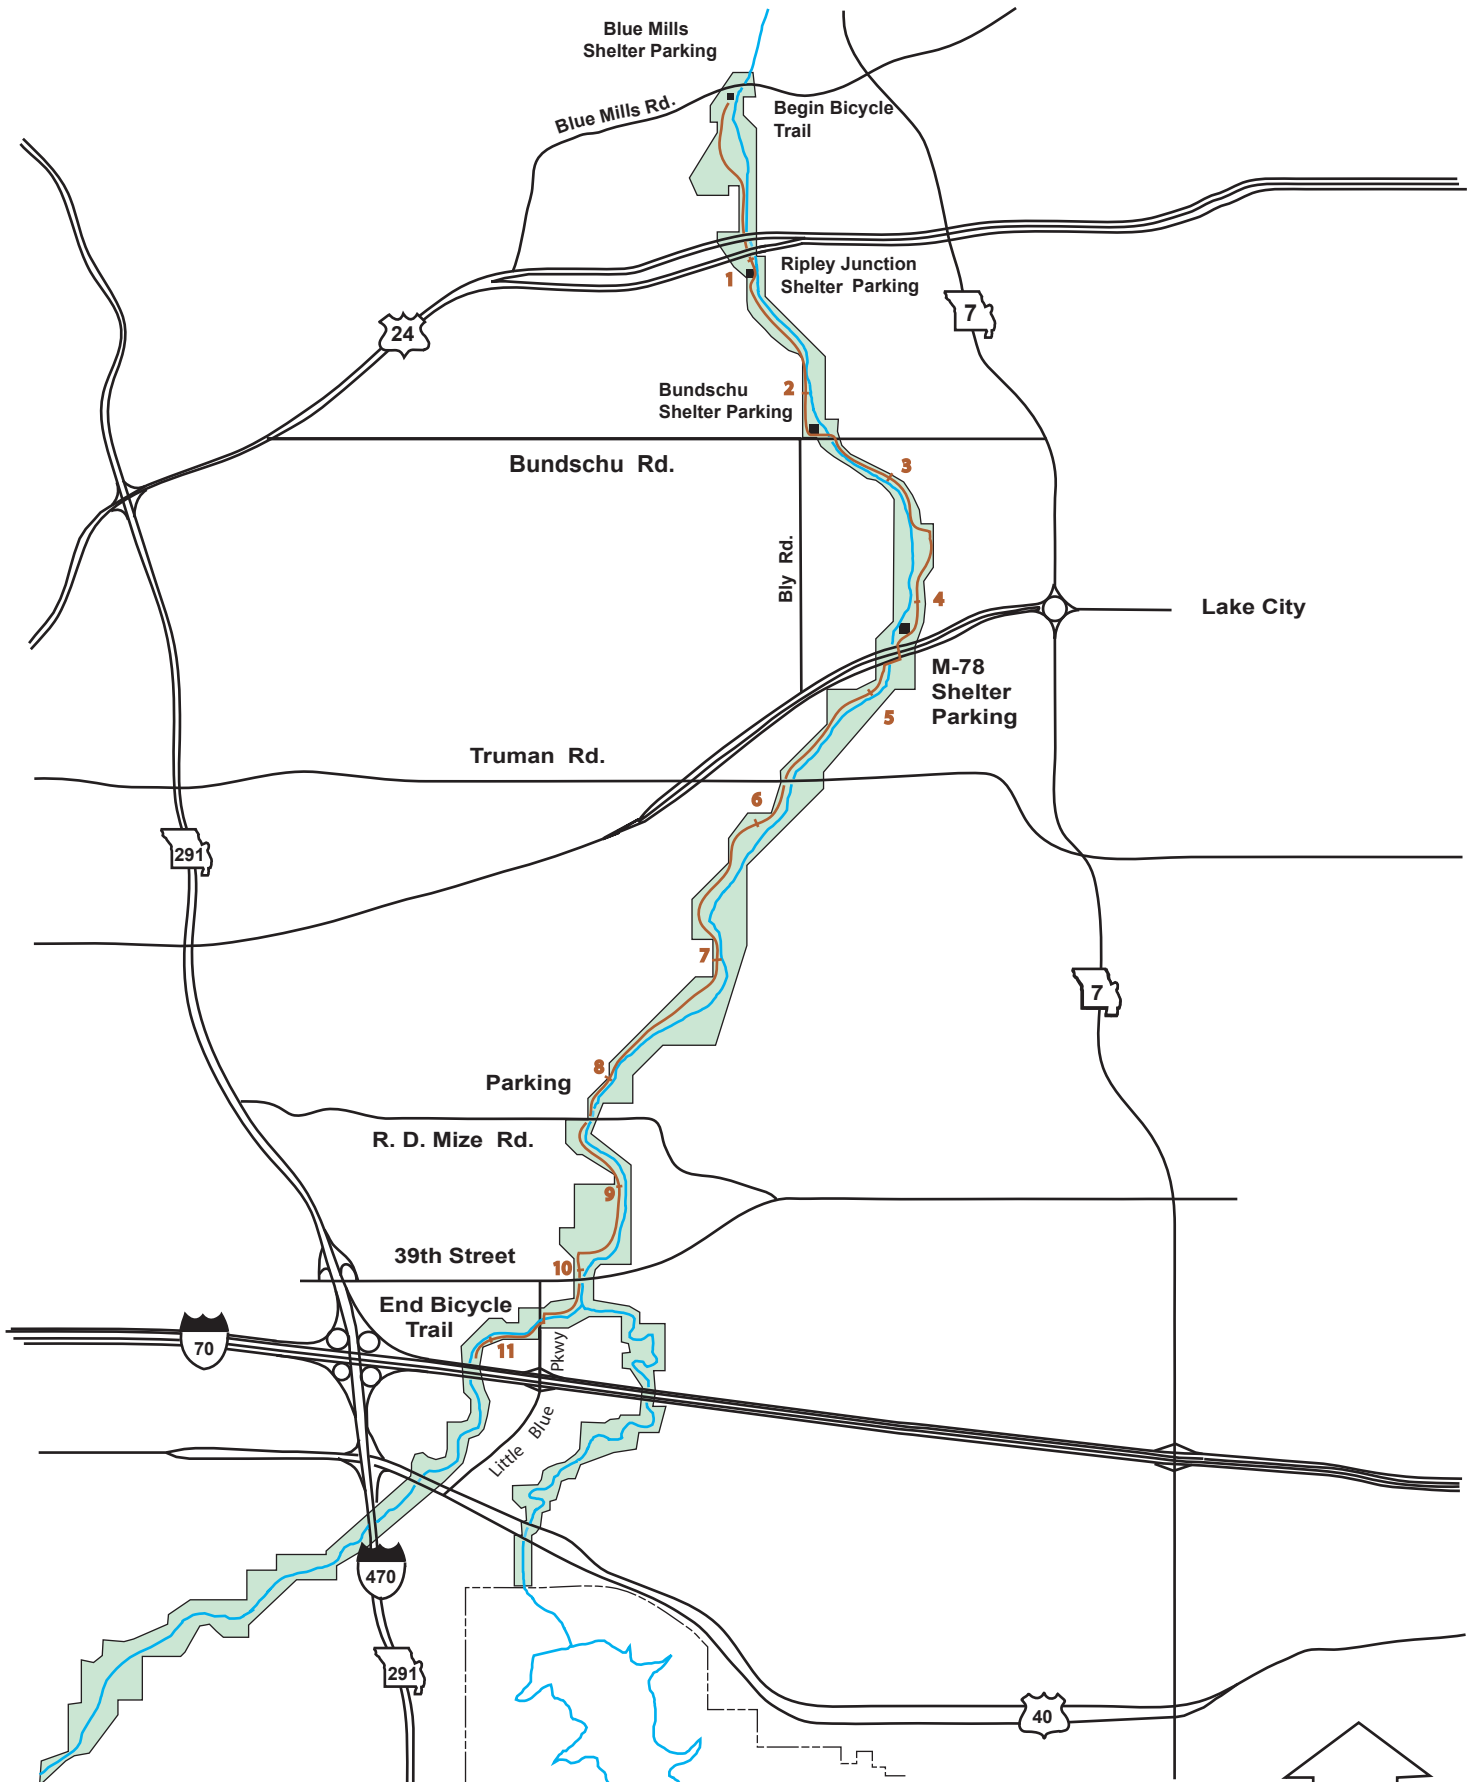 Blue Mills
Shelter Parking
Blue Mills Rd.
Begin Bicycle
Trail
Ripley Junction
Shelter Parking
1
7
24
2
Bundschu
Shelter Parking
Bundschu Rd.
3
Bly Rd.
4
Lake City
M-78
Shelter
Parking
5
Truman Rd.
6
291
7
7
8
Parking
R. D. Mize Rd.
9
39th Street
10
End Bicycle
Trail
11
70
Little Blue Pkwy
470
291
40